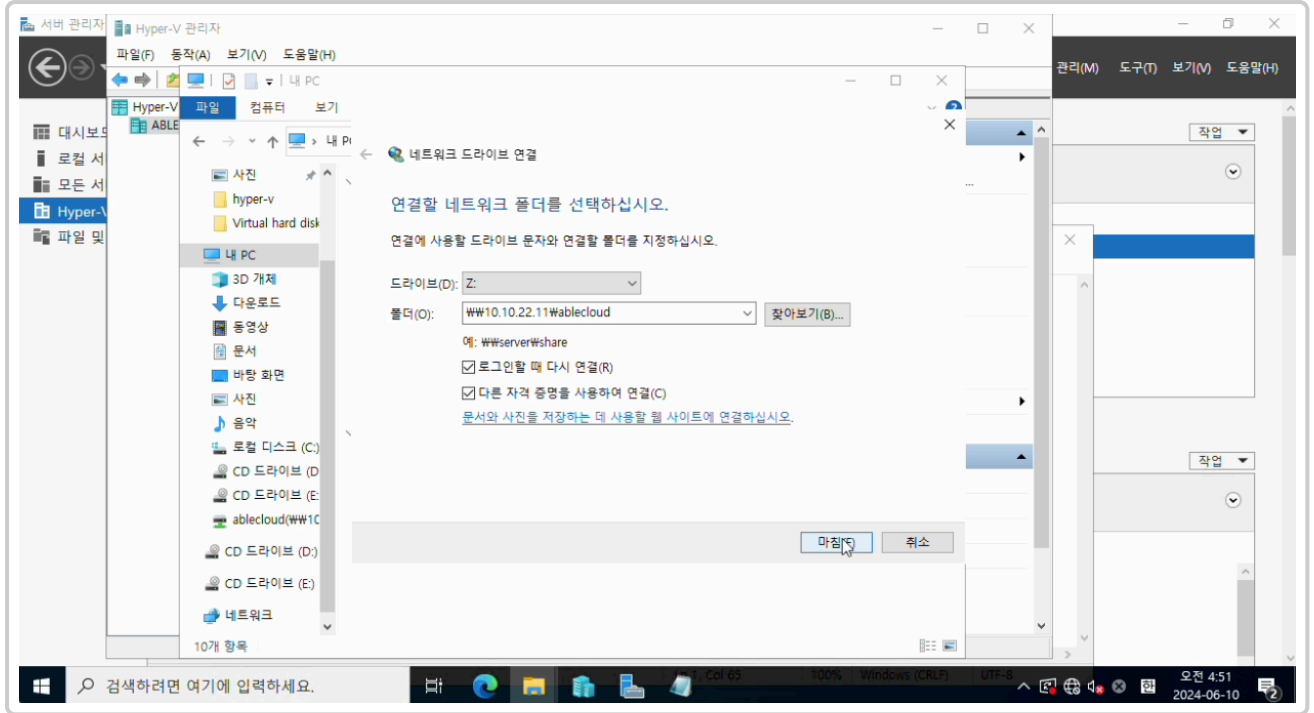 서버 관리자
Hyper-V 관리자
파일(F) 동작(A) 보기(V) 도움말(H)
관리(M) 도구(T) 보기(V) 도움말(H)
내 PC
Hyper-V
파일 컴퓨터 보기
ABLE
내 PC
대시보드
로컬 서
모든 서
Hyper-V
파일 및
작업
사진
hyper-v
Virtual hard disk
내 PC
3D 개체
다운로드
동영상
문서
바탕 화면
사진
음악
로컬 디스크 (C:)
CD 드라이브 (D
CD 드라이브 (E:
ablecloud(₩₩10
CD 드라이브 (D:)
CD 드라이브 (E:)
네트워크
10개 항목
네트워크 드라이브 연결
연결할 네트워크 폴더를 선택하십시오.
연결에 사용할 드라이브 문자와 연결할 폴더를 지정하십시오.
드라이브(D): Z:
폴더(O): ₩₩10.10.22.11₩ablecloud 찾아보기(B)...
예: ₩₩server₩share
로그인할 때 다시 연결(R)
다른 자격 증명을 사용하여 연결(C)
문서와 사진을 저장하는 데 사용할 웹 사이트에 연결하십시오.
마침(F) 취소
...
작업
1, Col 65 100% Windows (CRLF) UTF-8
검색하려면 여기에 입력하세요.
한
오전 4:51
2024-06-10
2